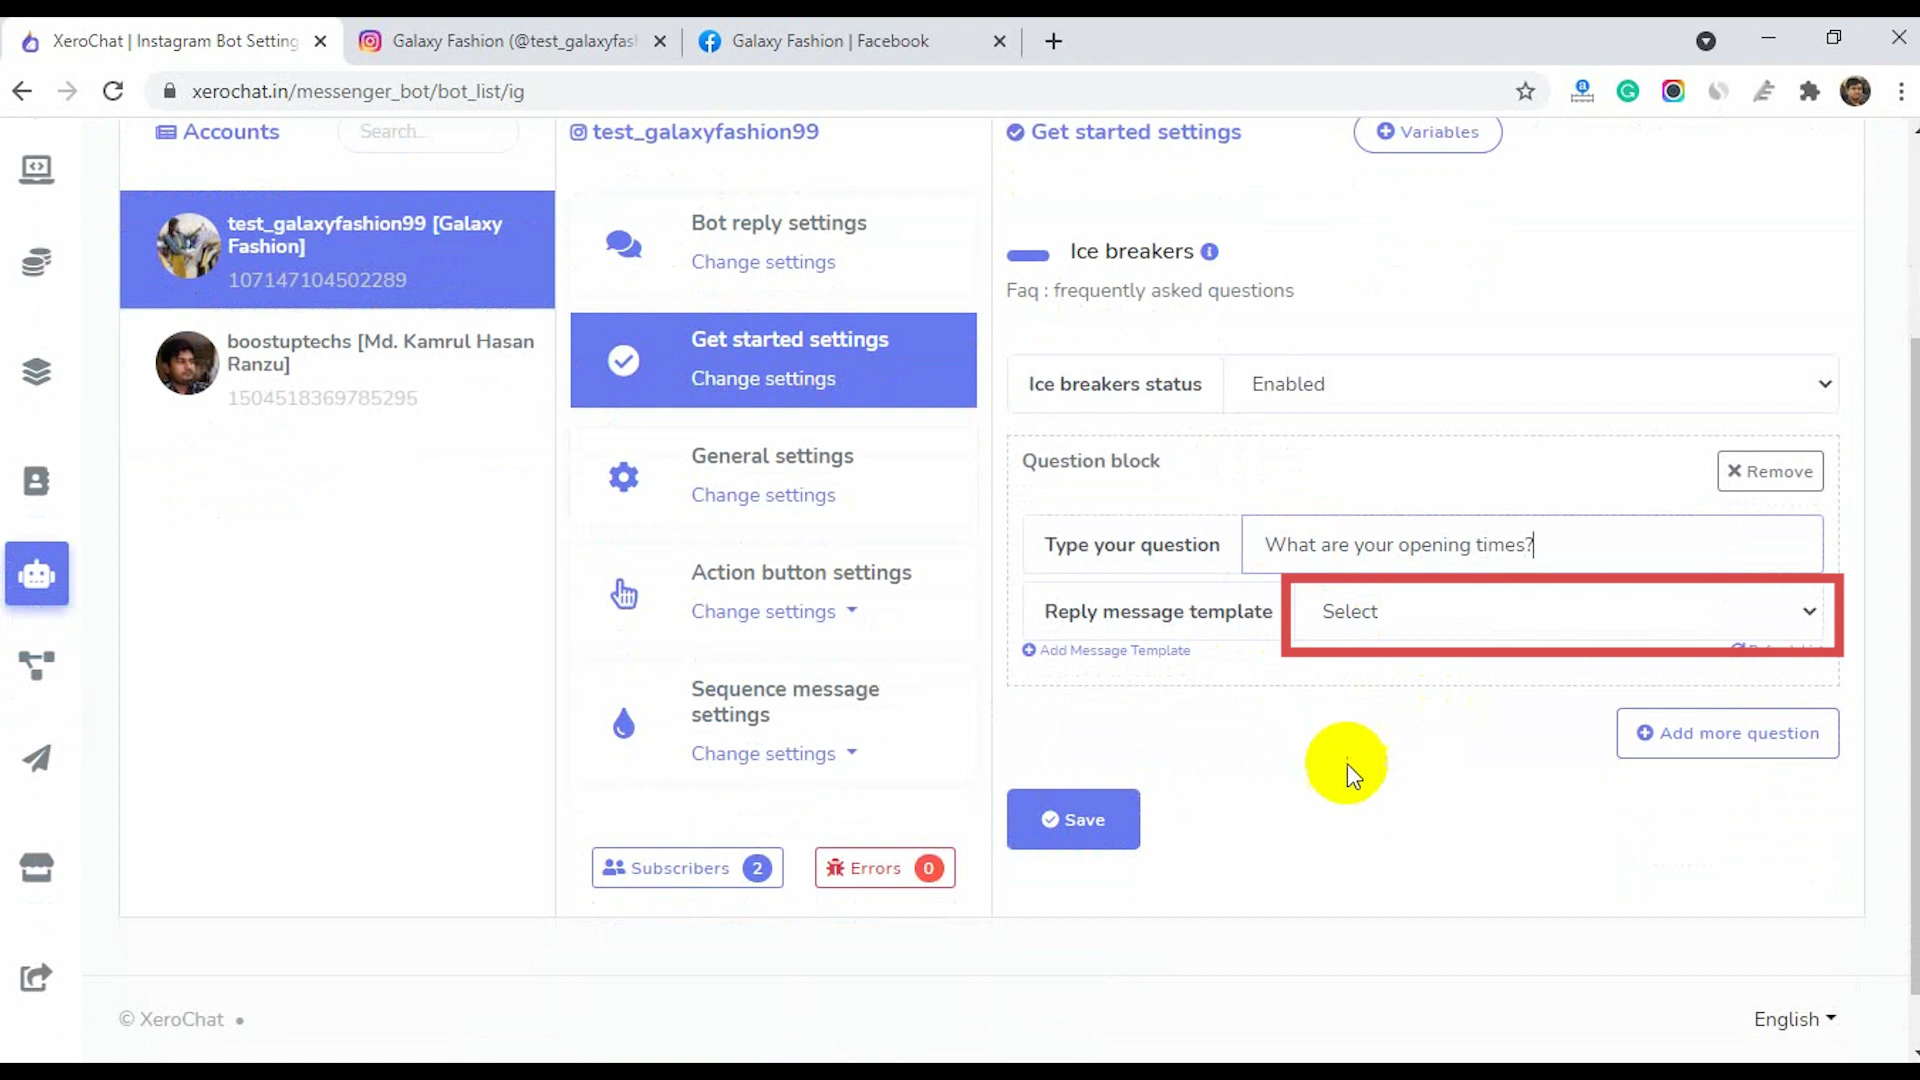 XeroChat | Instagram Bot Setting
Galaxy Fashion (@test_galaxyfas
Galaxy Fashion | Facebook
xerochat.in/messenger_bot/bot_list/ig
Accounts
Search...
test_galaxyfashion99 [Galaxy
Fashion]
107147104502289
boostuptechs [Md. Kamrul Hasan
Ranzu]
1504518369785295
test_galaxyfashion99
Bot reply settings
Change settings
Get started settings
Change settings
General settings
Change settings
Action button settings
Change settings
Sequence message
settings
Change settings
Subscribers 2
Errors 0
Get started settings
Variables
Ice breakers
Faq : frequently asked questions
Ice breakers status
Enabled
Question block
Remove
Type your question
What are your opening times?
Reply message template
Select
Add Message Template
Add more question
Save
© XeroChat •
English